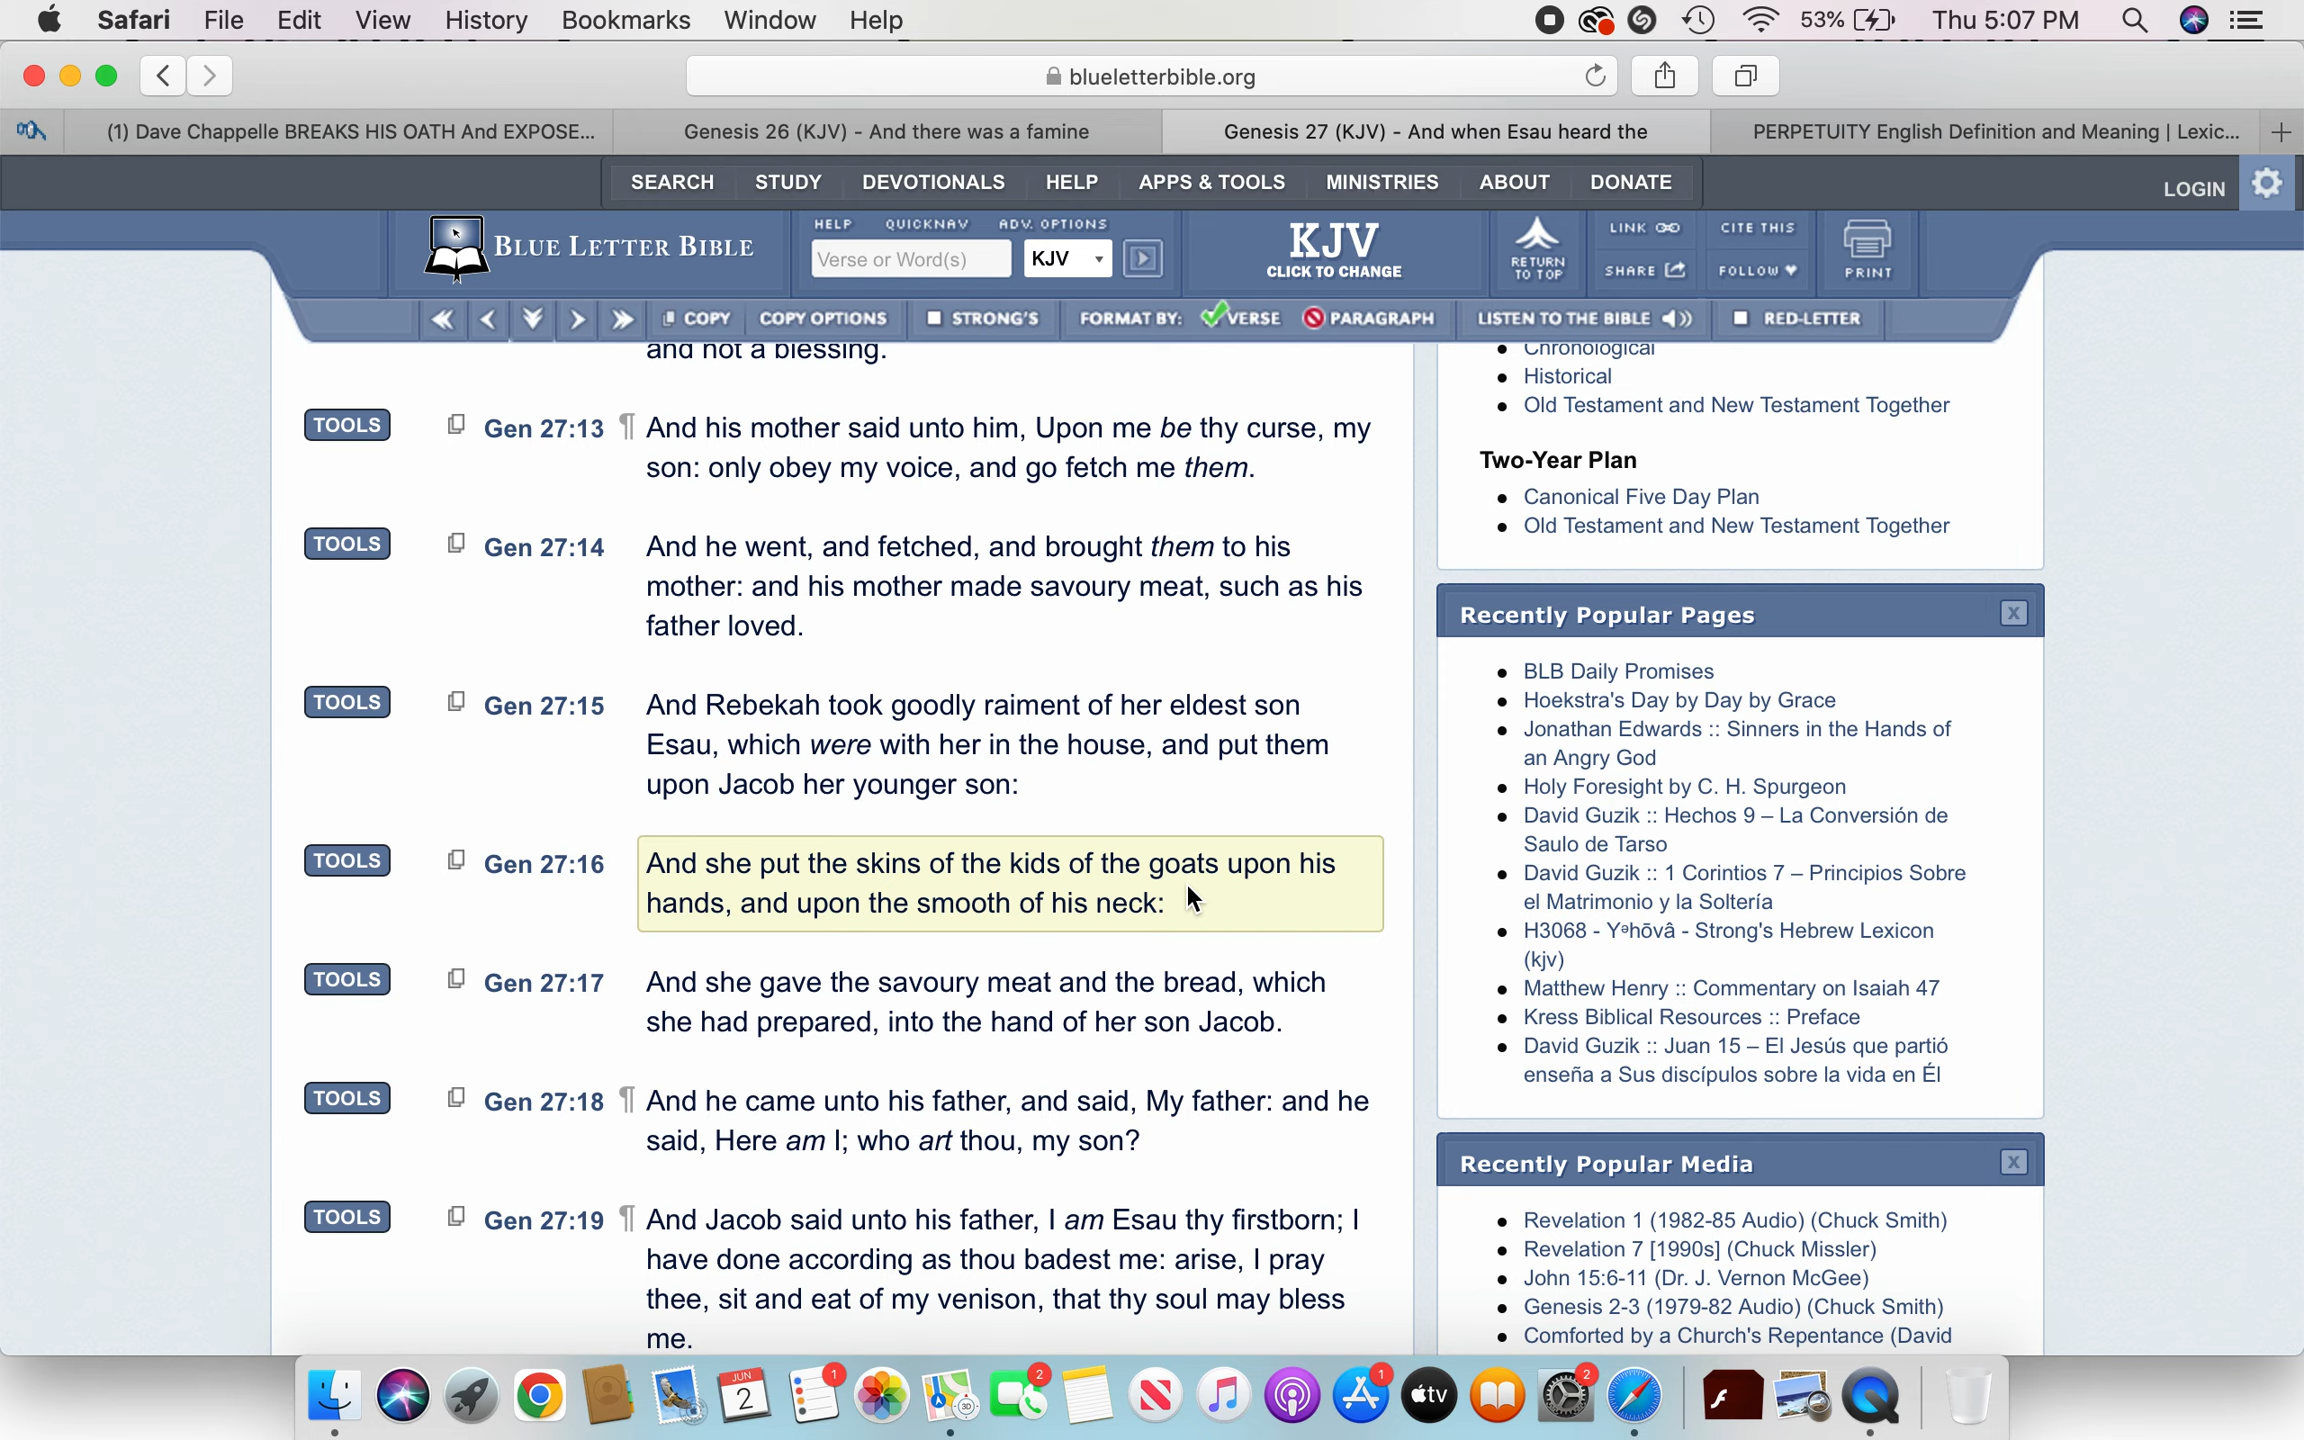 Safari File Edit View History Bookmarks Window Help 53% Thu 5:07 PM
blueletterbible.org
(1) Dave Chappelle BREAKS HIS OATH And EXPOSE... Genesis 26 (KJV) - And there was a famine Genesis 27 (KJV) - And when Esau heard the PERPETUITY English Definition and Meaning | Lexic...
SEARCH STUDY DEVOTIONALS HELP APPS & TOOLS MINISTRIES ABOUT DONATE LOGIN
BLUE LETTER BIBLE
HELP QUICKNAV ADV. OPTIONS
Verse or Word(s) KJV
KJV
CLICK TO CHANGE
RETURN
TO TOP
LINK CITE THIS
SHARE FOLLOW
PRINT
COPY COPY OPTIONS STRONG'S FORMAT BY: VERSE PARAGRAPH LISTEN TO THE BIBLE RED-LETTER
and not a blessing.
TOOLS Gen 27:13 ¶ And his mother said unto him, Upon me be thy curse, my
son: only obey my voice, and go fetch me them.
TOOLS Gen 27:14 And he went, and fetched, and brought them to his
mother: and his mother made savoury meat, such as his
father loved.
TOOLS Gen 27:15 And Rebekah took goodly raiment of her eldest son
Esau, which were with her in the house, and put them
upon Jacob her younger son:
TOOLS Gen 27:16 And she put the skins of the kids of the goats upon his
hands, and upon the smooth of his neck:
TOOLS Gen 27:17 And she gave the savoury meat and the bread, which
she had prepared, into the hand of her son Jacob.
TOOLS Gen 27:18 ¶ And he came unto his father, and said, My father: and he
said, Here am I; who art thou, my son?
TOOLS Gen 27:19 ¶ And Jacob said unto his father, I am Esau thy firstborn; I
have done according as thou badest me: arise, I pray
thee, sit and eat of my venison, that thy soul may bless
me.
Chronological
Historical
Old Testament and New Testament Together
Two-Year Plan
Canonical Five Day Plan
Old Testament and New Testament Together
Recently Popular Pages X
BLB Daily Promises
Hoekstra's Day by Day by Grace
Jonathan Edwards :: Sinners in the Hands of
an Angry God
Holy Foresight by C. H. Spurgeon
David Guzik :: Hechos 9 – La Conversión de
Saulo de Tarso
David Guzik :: 1 Corintios 7 – Principios Sobre
el Matrimonio y la Soltería
H3068 - Yᵊhōvâ - Strong's Hebrew Lexicon
(kjv)
Matthew Henry :: Commentary on Isaiah 47
Kress Biblical Resources :: Preface
David Guzik :: Juan 15 – El Jesús que partió
enseña a Sus discípulos sobre la vida en Él
Recently Popular Media X
Revelation 1 (1982-85 Audio) (Chuck Smith)
Revelation 7 [1990s] (Chuck Missler)
John 15:6-11 (Dr. J. Vernon McGee)
Genesis 2-3 (1979-82 Audio) (Chuck Smith)
Comforted by a Church's Repentance (David
JUN
2 1 3D 2 1 tv 2